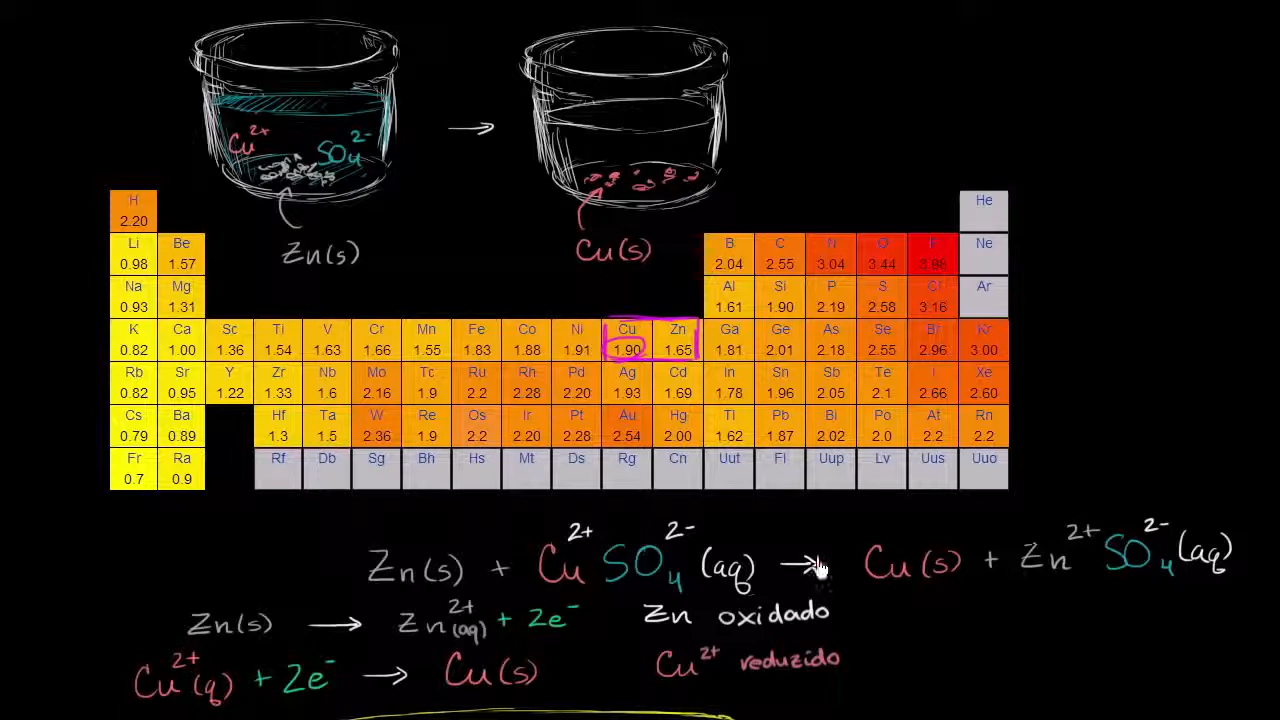 Cu²⁺ SO₄²⁻
Zn(s) Cu(s)
H He
2.20
Li Be B C N O F Ne
0.98 1.57 2.04 2.55 3.04 3.44 3.98
Na Mg Al Si P S Cl Ar
0.93 1.31 1.61 1.90 2.19 2.58 3.16
K Ca Sc Ti V Cr Mn Fe Co Ni Cu Zn Ga Ge As Se Br Kr
0.82 1.00 1.36 1.54 1.63 1.66 1.55 1.83 1.88 1.91 1.90 1.65 1.81 2.01 2.18 2.55 2.96 3.00
Rb Sr Y Zr Nb Mo Tc Ru Rh Pd Ag Cd In Sn Sb Te I Xe
0.82 0.95 1.22 1.33 1.6 2.16 1.9 2.2 2.28 2.20 1.93 1.69 1.78 1.96 2.05 2.1 2.66 2.60
Cs Ba Hf Ta W Re Os Ir Pt Au Hg Tl Pb Bi Po At Rn
0.79 0.89 1.3 1.5 2.36 1.9 2.2 2.20 2.28 2.54 2.00 1.62 1.87 2.02 2.0 2.2 2.2
Fr Ra Rf Db Sg Bh Hs Mt Ds Rg Cn Uut Fl Uup Lv Uus Uuo
0.7 0.9
Zn(s) + Cu²⁺SO₄²⁻(aq) → Cu(s) + Zn²⁺SO₄²⁻(aq)
Zn(s) → Zn²⁺(aq) + 2e⁻ Zn oxidado
Cu²⁺(q) + 2e⁻ → Cu(s) Cu²⁺ reduzido